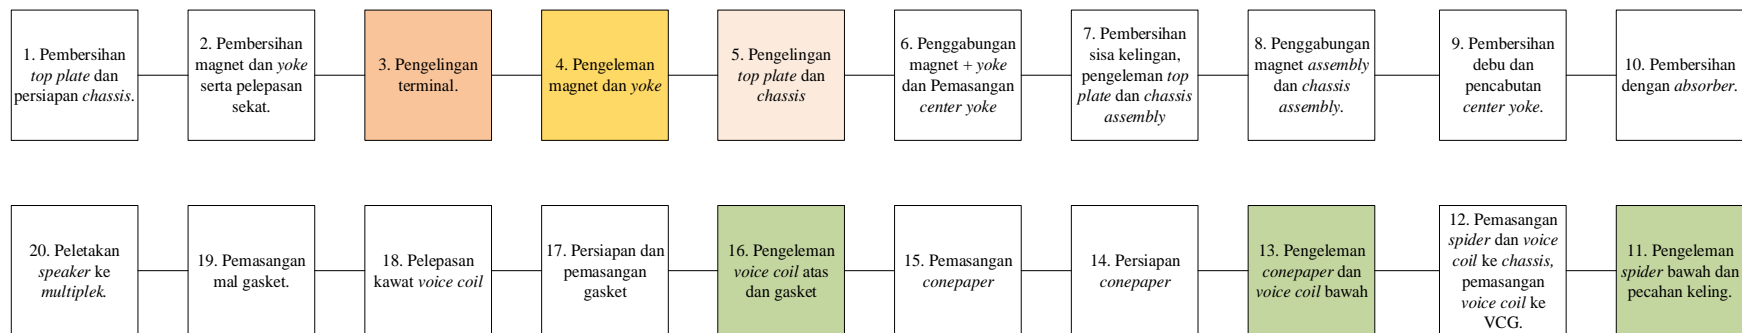 1. Pembersihan
top plate dan
persiapan chassis.
2. Pembersihan
magnet dan yoke
serta pelepasan
sekat.
3. Pengelingan
terminal.
4. Pengeleman
magnet dan yoke
5. Pengelingan
top plate dan
chassis
6. Penggabungan
magnet + yoke
dan Pemasangan
center yoke
7. Pembersihan
sisa kelingan,
pengeleman top
plate dan chassis
assembly
8. Penggabungan
magnet assembly
dan chassis
assembly.
9. Pembersihan
debu dan
pencabutan
center yoke.
10. Pembersihan
dengan absorber.
20. Peletakan
speaker ke
multiplek.
19. Pemasangan
mal gasket.
18. Pelepasan
kawat voice coil
17. Persiapan dan
pemasangan
gasket
16. Pengeleman
voice coil atas
dan gasket
15. Pemasangan
conepaper
14. Persiapan
conepaper
13. Pengeleman
conepaper dan
voice coil bawah
12. Pemasangan
spider dan voice
coil ke chassis,
pemasangan
voice coil ke
VCG.
11. Pengeleman
spider bawah dan
pecahan keling.